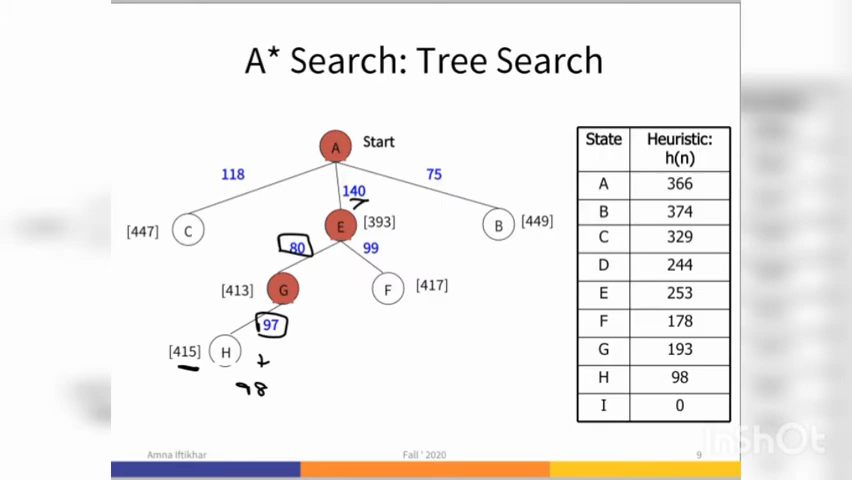 A* Search: Tree Search
A Start
118
75
140
[447] C
E [393]
B [449]
80
99
[413] G
F [417]
97
[415] H
+
98
State Heuristic: h(n)
A 366
B 374
C 329
D 244
E 253
F 178
G 193
H 98
I 0
Amna Iftikhar Fall ' 2020 9
InShOt